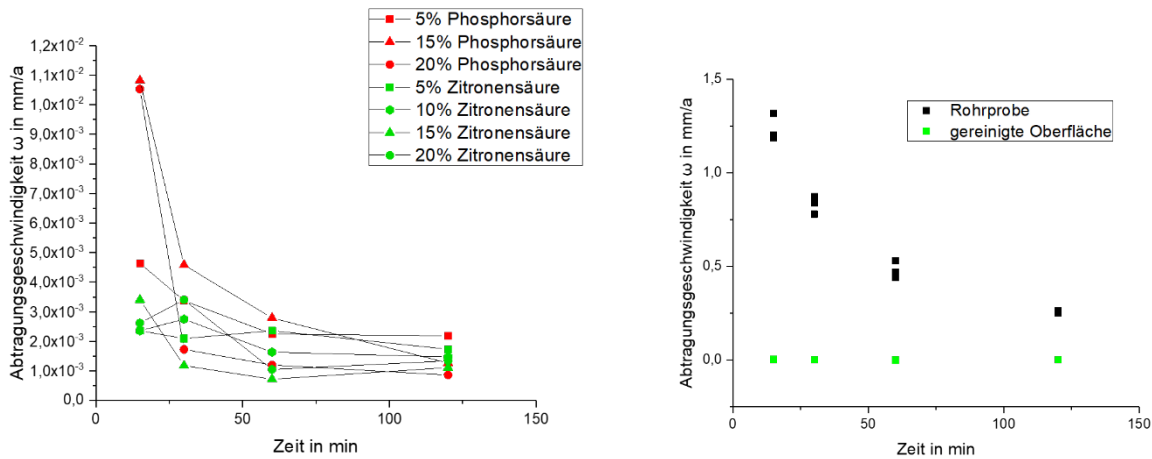 5% Phosphorsäure
15% Phosphorsäure
20% Phosphorsäure
5% Zitronensäure
10% Zitronensäure
15% Zitronensäure
20% Zitronensäure
Abtragungsgeschwindigkeit ω in mm/a
1,2x10⁻²
1,1x10⁻²
1,0x10⁻²
9,0x10⁻³
8,0x10⁻³
7,0x10⁻³
6,0x10⁻³
5,0x10⁻³
4,0x10⁻³
3,0x10⁻³
2,0x10⁻³
1,0x10⁻³
0,0
0 50 100 150
Zeit in min
Rohrprobe
gereinigte Oberfläche
Abtragungsgeschwindigkeit ω in mm/a
1,5
1,0
0,5
0,0
0 50 100 150
Zeit in min